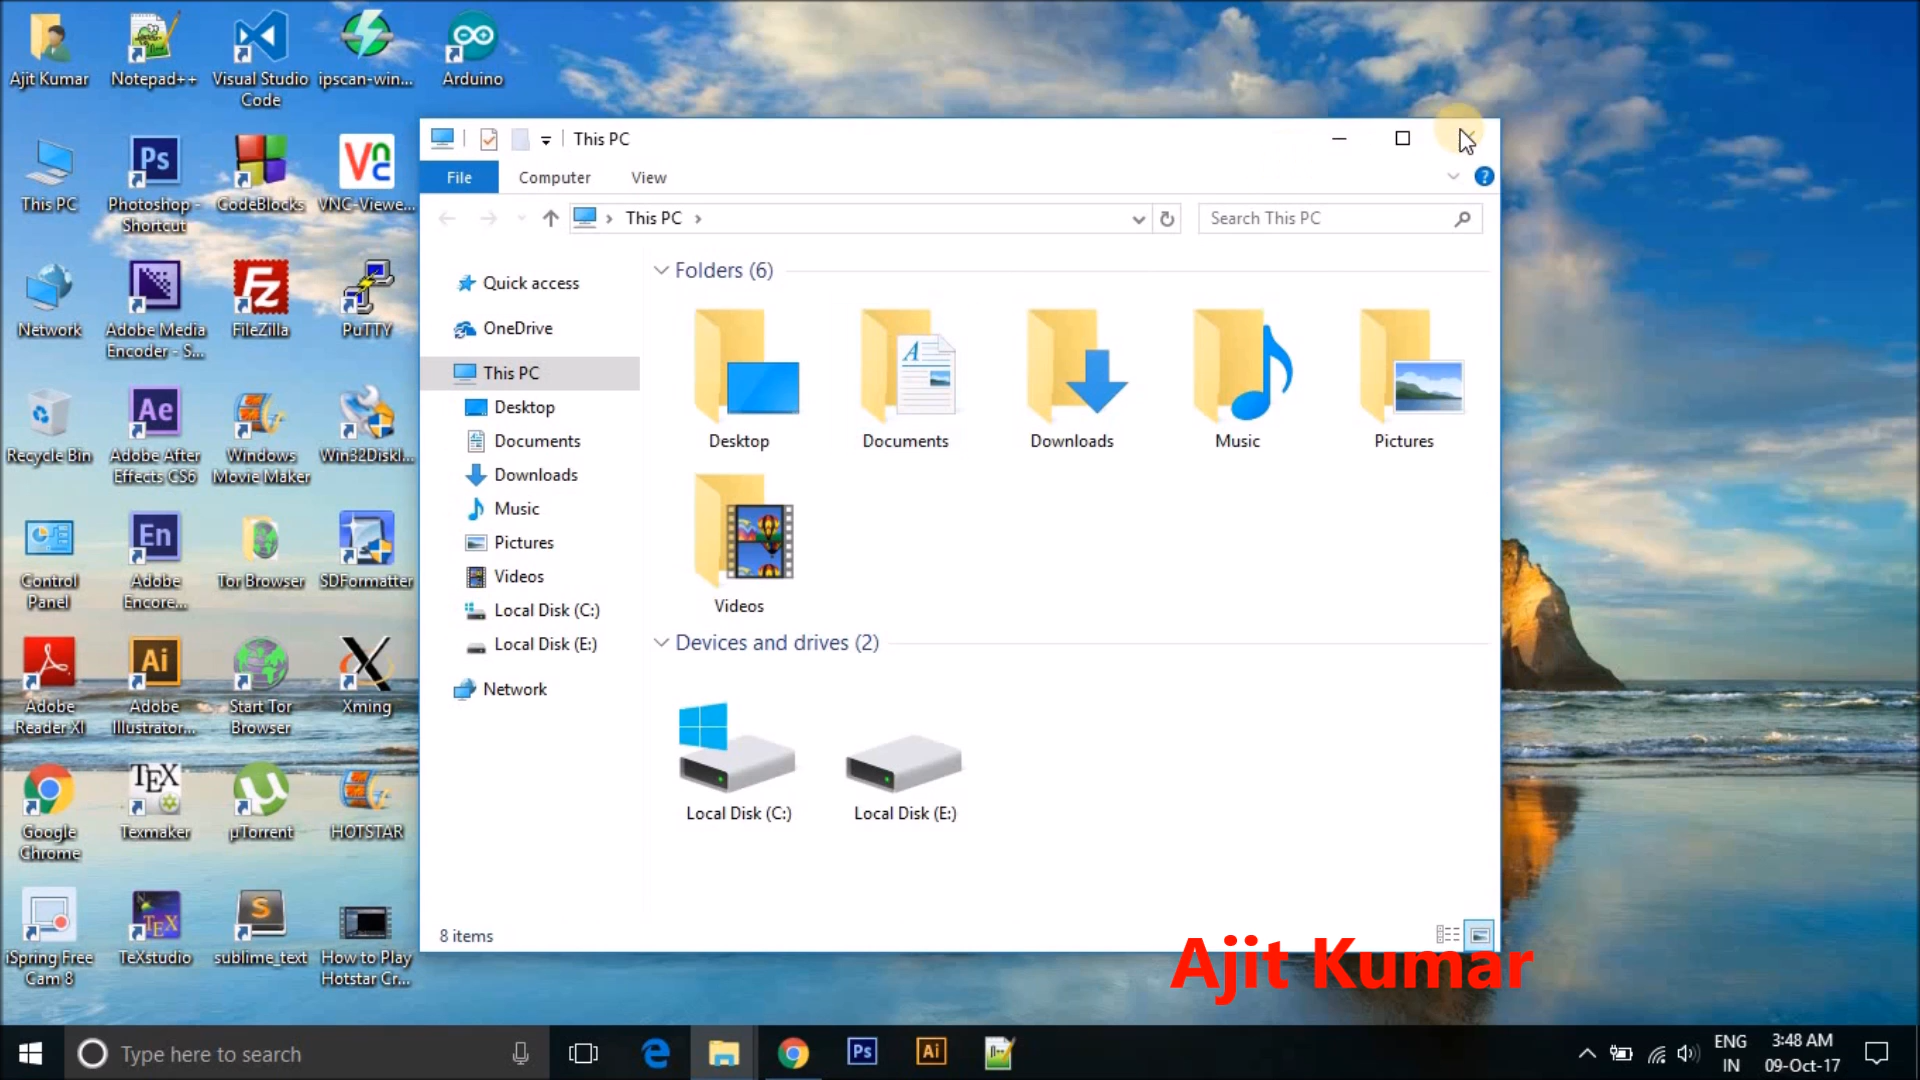 Ajit Kumar
Notepad++
Visual Studio
Code
ipscan-win...
Arduino
This PC
Photoshop -
Shortcut
CodeBlocks
VNC-Viewe...
Network
Adobe Media
Encoder - S...
FileZilla
PuTTY
Recycle Bin
Adobe After
Effects CS6
Windows
Movie Maker
Win32DiskI...
Control
Panel
Adobe
Encore...
Tor Browser
SDFormatter
Adobe
Reader XI
Adobe
Illustrator...
Start Tor
Browser
Xming
Google
Chrome
Texmaker
µTorrent
HOTSTAR
iSpring Free
Cam 8
TeXstudio
sublime_text
How to Play
Hotstar Cr...
This PC
File Computer View
This PC
Search This PC
Quick access
OneDrive
This PC
Desktop
Documents
Downloads
Music
Pictures
Videos
Local Disk (C:)
Local Disk (E:)
Network
Folders (6)
Desktop
Documents
Downloads
Music
Pictures
Videos
Devices and drives (2)
Local Disk (C:)
Local Disk (E:)
8 items
Ajit Kumar
Type here to search
ENG
IN
3:48 AM
09-Oct-17